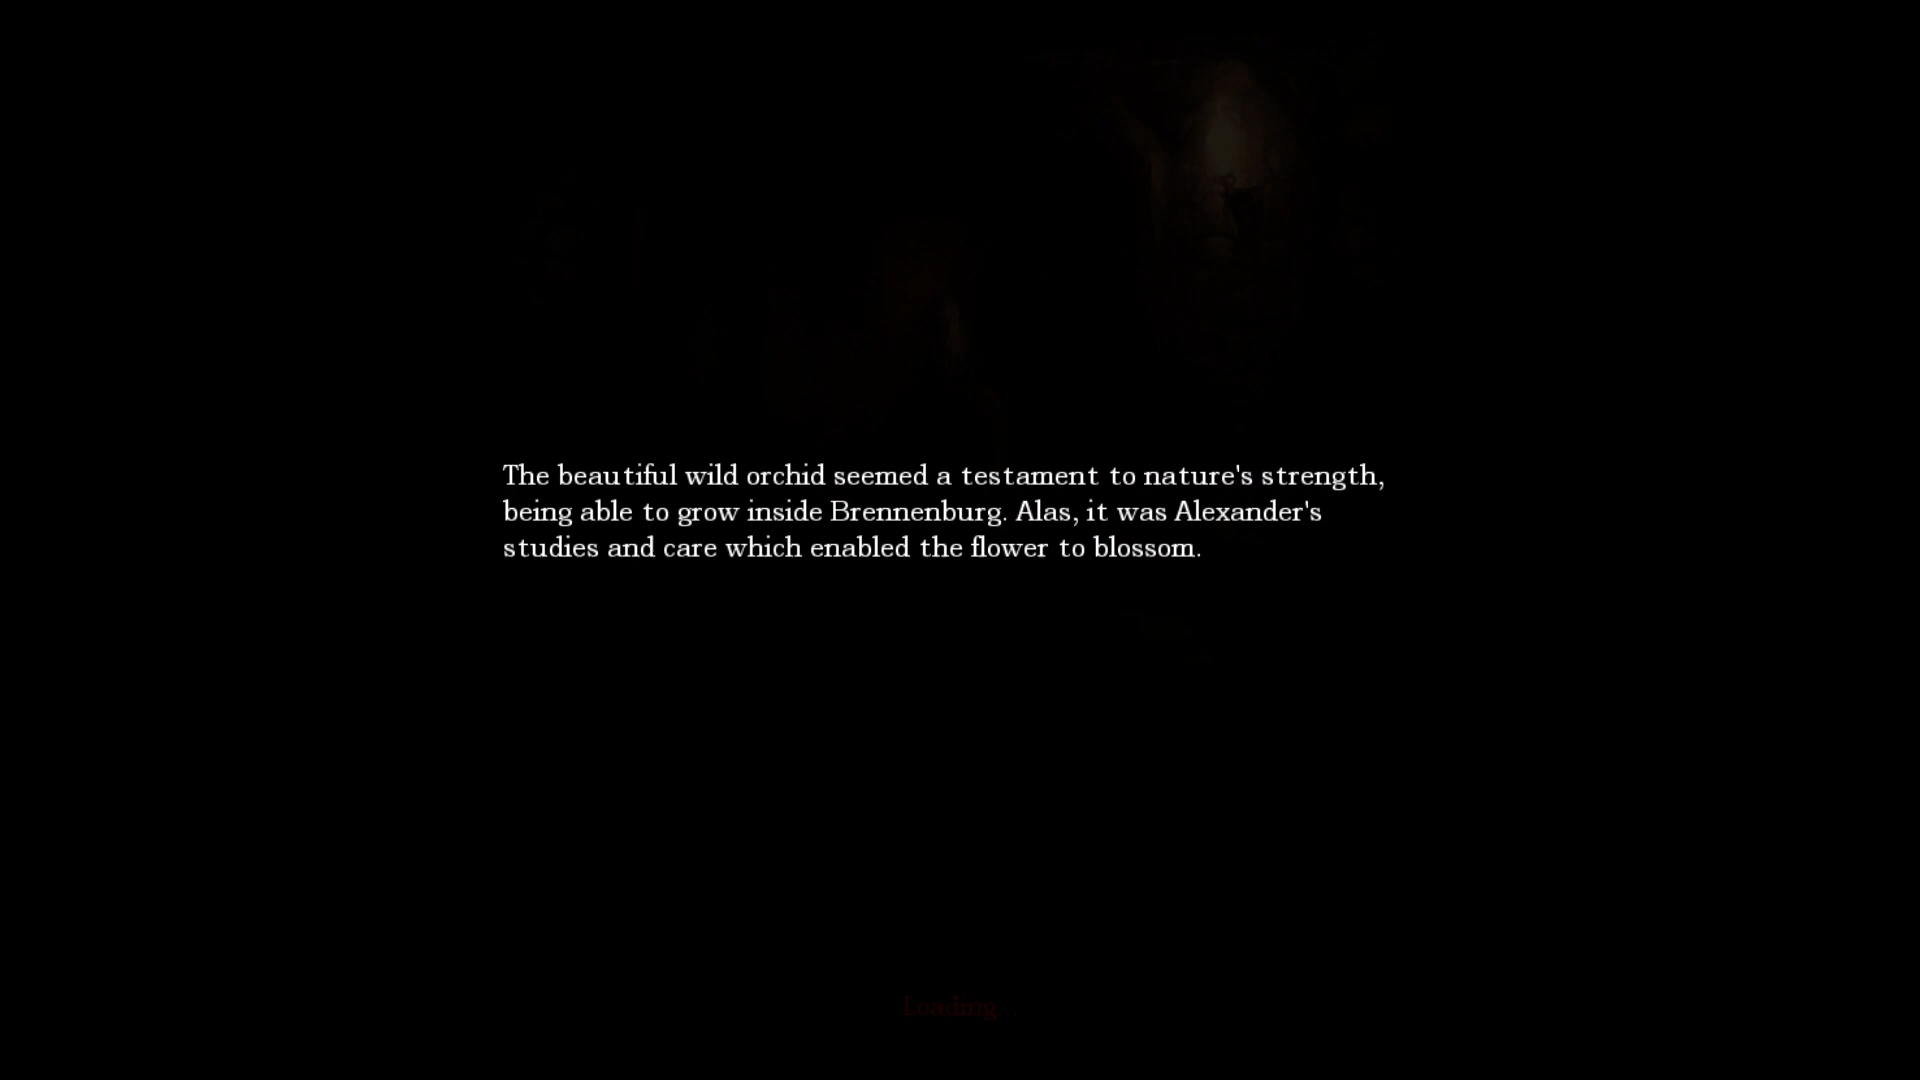 The beautiful wild orchid seemed a testament to nature's strength,
being able to grow inside Brennenburg. Alas, it was Alexander's
studies and care which enabled the flower to blossom.
Loading...